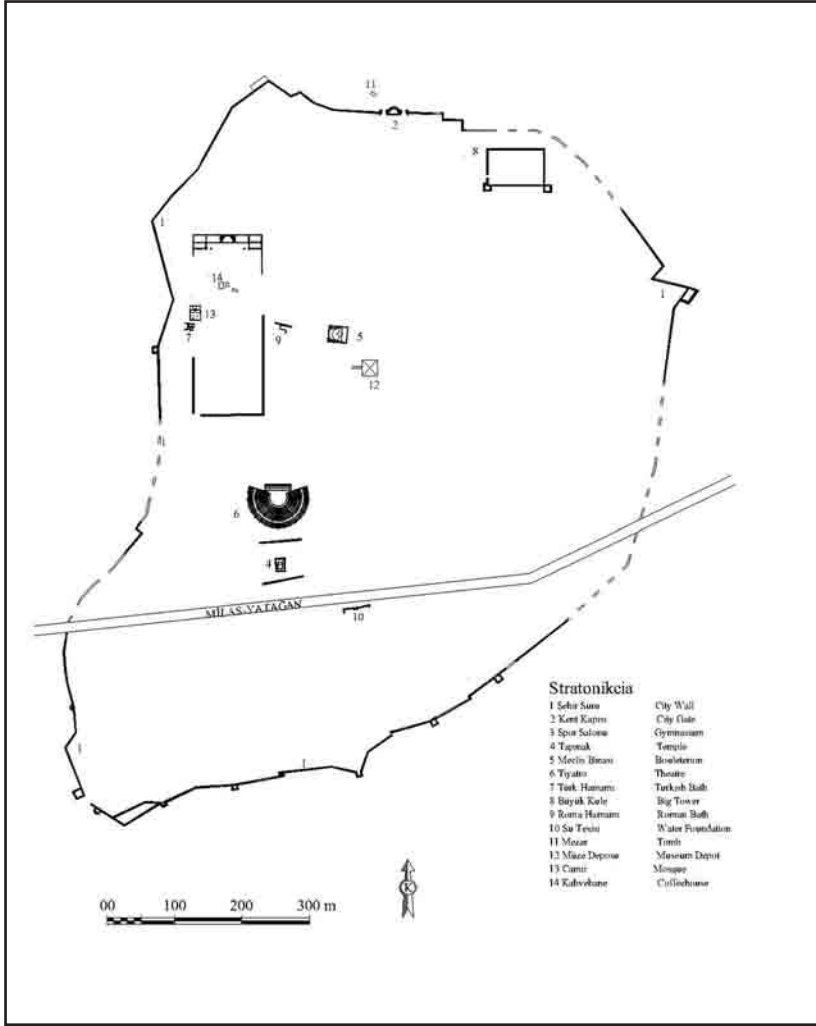 11
2
8
1
1
14
13
7
9
5
12
1
6
4
MİLAS-YATAĞAN
10
1
1
Stratonikeia
1 Şehir Suru City Wall
2 Kent Kapısı City Gate
3 Spor Salonu Gymnasium
4 Tapınak Temple
5 Meclis Binası Bouleterion
6 Tiyatro Theatre
7 Türk Hamamı Turkish Bath
8 Büyük Kule Big Tower
9 Roma Hamamı Roman Bath
10 Su Water Foundation
11 Mezar Tomb
12 Müze Deposu Museum Depot
13 Camii Mosque
14 Kahvehane Coffeehouse
K
00 100 200 300 m